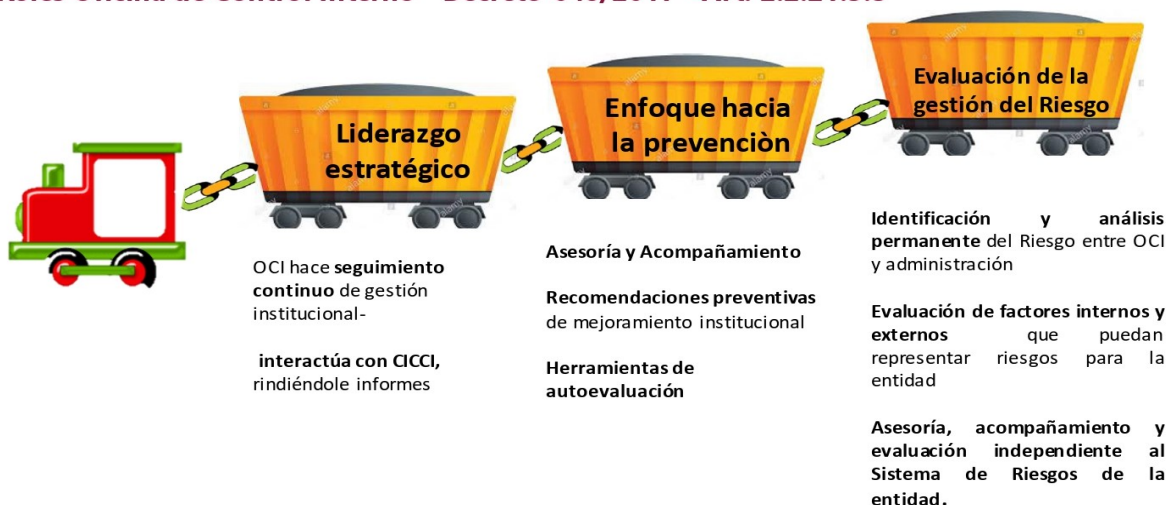 Liderazgo
estratégico
Enfoque hacia
la prevenciòn
Evaluación de la
gestión del Riesgo
OCI hace seguimiento
continuo de gestión
institucional-
interactúa con CICCI,
rindiéndole informes
Asesoría y Acompañamiento
Recomendaciones preventivas
de mejoramiento institucional
Herramientas de
autoevaluación
Identificación y análisis
permanente del Riesgo entre OCI
y administración
Evaluación de factores internos y
externos que puedan
representar riesgos para la
entidad
Asesoría, acompañamiento y
evaluación independiente al
Sistema de Riesgos de la
entidad.